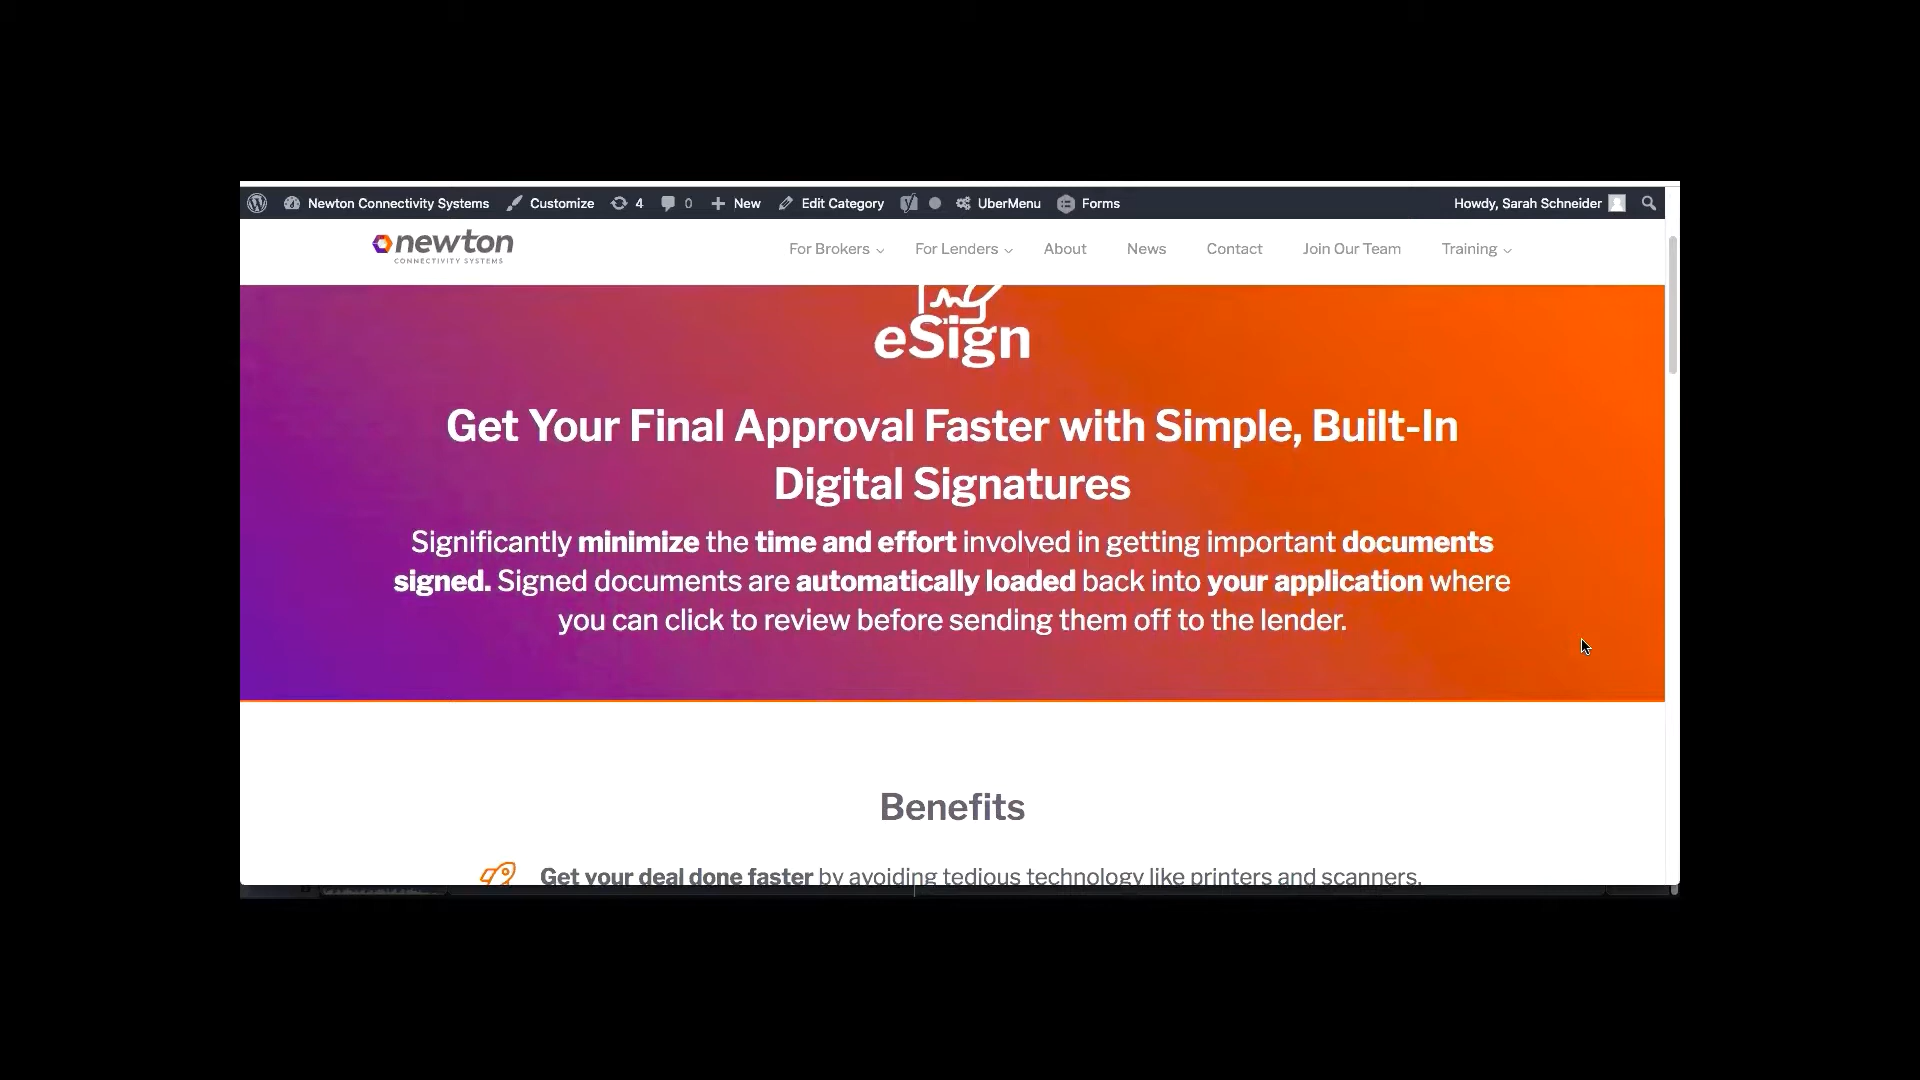 Newton Connectivity Systems Customize 4 0 New Edit Category UberMenu Forms Howdy, Sarah Schneider
newton
CONNECTIVITY SYSTEMS
For Brokers For Lenders About News Contact Join Our Team Training
eSign
Get Your Final Approval Faster with Simple, Built-In
Digital Signatures
Significantly minimize the time and effort involved in getting important documents
signed. Signed documents are automatically loaded back into your application where
you can click to review before sending them off to the lender.
Benefits
Get your deal done faster by avoiding tedious technology like printers and scanners.